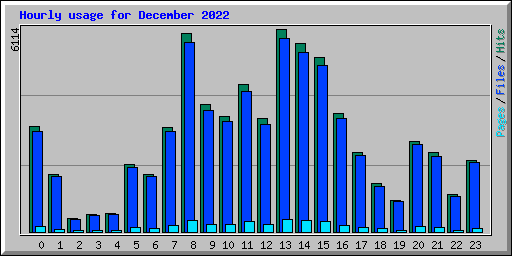 Hourly usage for December 2022
6114
Pages / Files / Hits
0 1 2 3 4 5 6 7 8 9 10 11 12 13 14 15 16 17 18 19 20 21 22 23